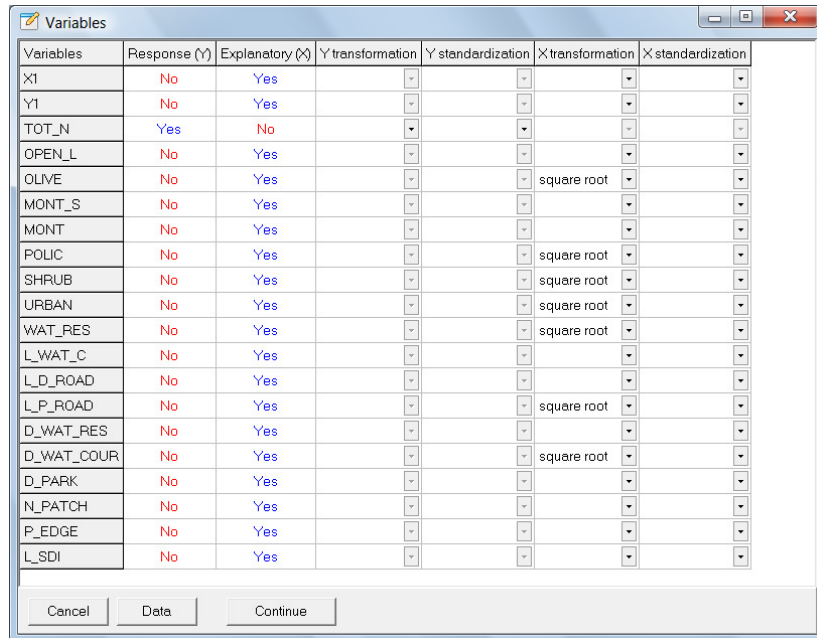 Variables
Variables Response (Y) Explanatory (X) Y transformation Y standardization X transformation X standardization
X1 No Yes
Y1 No Yes
TOT_N Yes No
OPEN_L No Yes
OLIVE No Yes square root
MONT_S No Yes
MONT No Yes
POLIC No Yes square root
SHRUB No Yes square root
URBAN No Yes square root
WAT_RES No Yes square root
L_WAT_C No Yes
L_D_ROAD No Yes
L_P_ROAD No Yes square root
D_WAT_RES No Yes
D_WAT_COUR No Yes square root
D_PARK No Yes
N_PATCH No Yes
P_EDGE No Yes
L_SDI No Yes
Cancel Data Continue